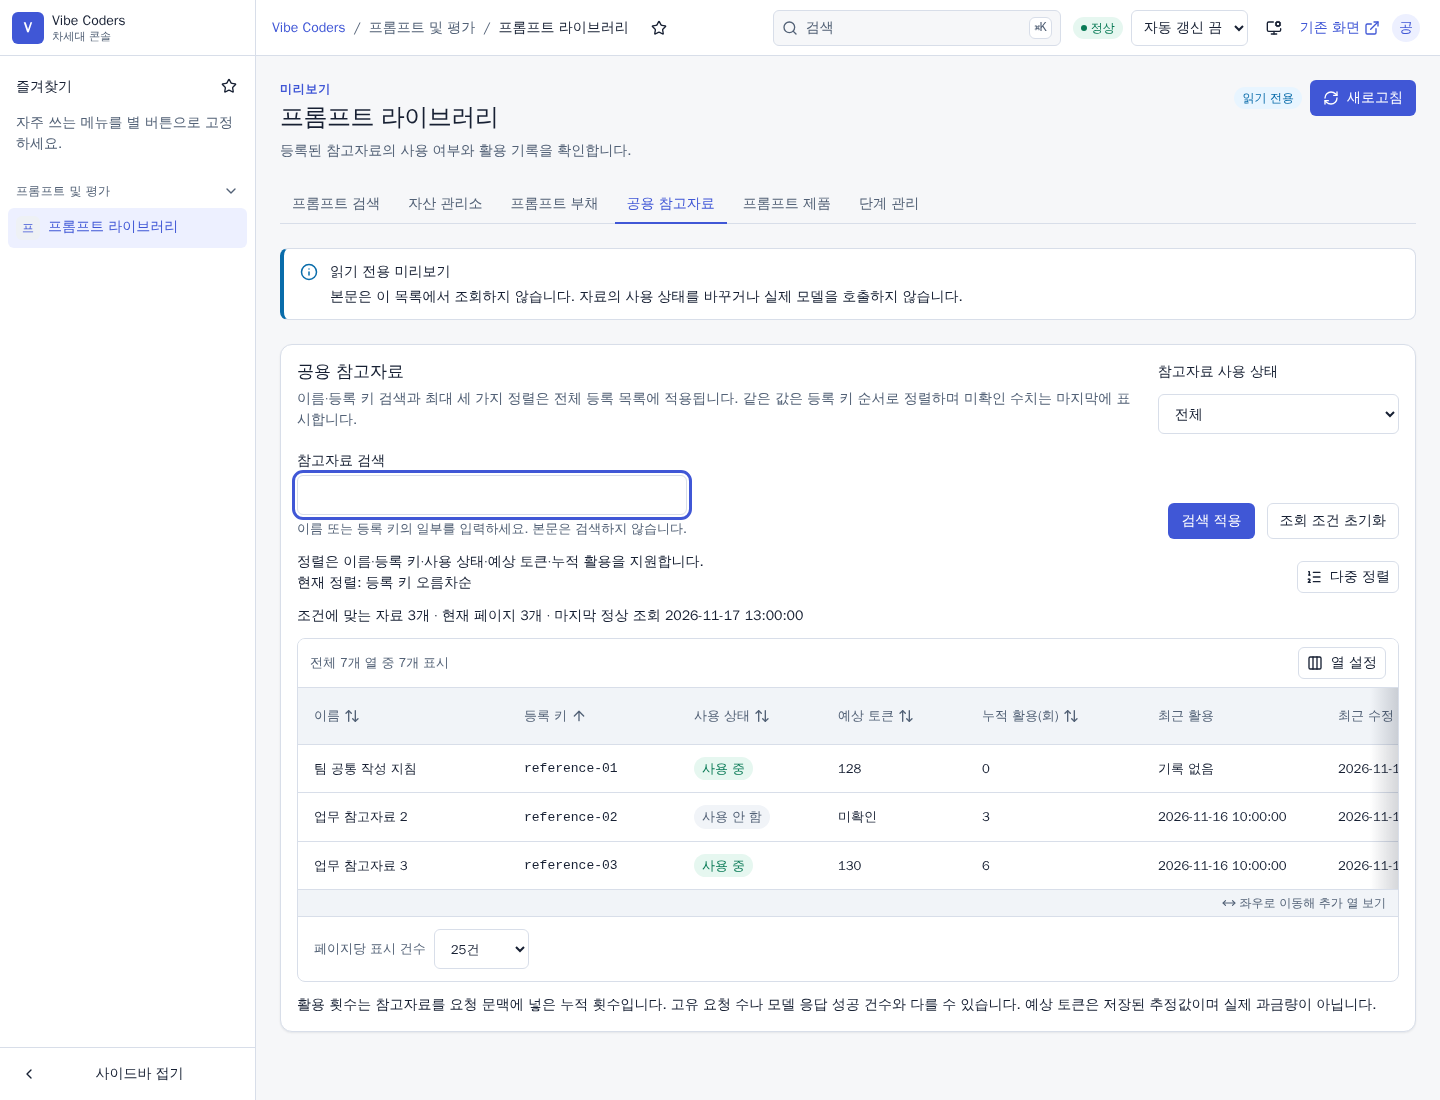 V
Vibe Coders
차세대 콘솔
Vibe Coders / 프롬프트 및 평가 / 프롬프트 라이브러리
검색
⌘K
정상
자동 갱신 끔
기존 화면
공
즐겨찾기
자주 쓰는 메뉴를 별 버튼으로 고정
하세요.
프롬프트 및 평가
프 프롬프트 라이브러리
사이드바 접기
미리보기
프롬프트 라이브러리
등록된 참고자료의 사용 여부와 활용 기록을 확인합니다.
읽기 전용
새로고침
프롬프트 검색 자산 관리소 프롬프트 부채 공용 참고자료 프롬프트 제품 단계 관리
읽기 전용 미리보기
본문은 이 목록에서 조회하지 않습니다. 자료의 사용 상태를 바꾸거나 실제 모델을 호출하지 않습니다.
공용 참고자료
이름·등록 키 검색과 최대 세 가지 정렬은 전체 등록 목록에 적용됩니다. 같은 값은 등록 키 순서로 정렬하며 미확인 수치는 마지막에 표
시합니다.
참고자료 사용 상태
전체
참고자료 검색
이름 또는 등록 키의 일부를 입력하세요. 본문은 검색하지 않습니다.
검색 적용
조회 조건 초기화
정렬은 이름·등록 키·사용 상태·예상 토큰·누적 활용을 지원합니다.
현재 정렬: 등록 키 오름차순
다중 정렬
조건에 맞는 자료 3개 · 현재 페이지 3개 · 마지막 정상 조회 2026-11-17 13:00:00
전체 7개 열 중 7개 표시
열 설정
이름 등록 키 사용 상태 예상 토큰 누적 활용(회) 최근 활용 최근 수정
팀 공통 작성 지침 reference-01 사용 중 128 0 기록 없음 2026-11-1
업무 참고자료 2 reference-02 사용 안 함 미확인 3 2026-11-16 10:00:00 2026-11-1
업무 참고자료 3 reference-03 사용 중 130 6 2026-11-16 10:00:00 2026-11-1
좌우로 이동해 추가 열 보기
페이지당 표시 건수 25건
활용 횟수는 참고자료를 요청 문맥에 넣은 누적 횟수입니다. 고유 요청 수나 모델 응답 성공 건수와 다를 수 있습니다. 예상 토큰은 저장된 추정값이며 실제 과금량이 아닙니다.